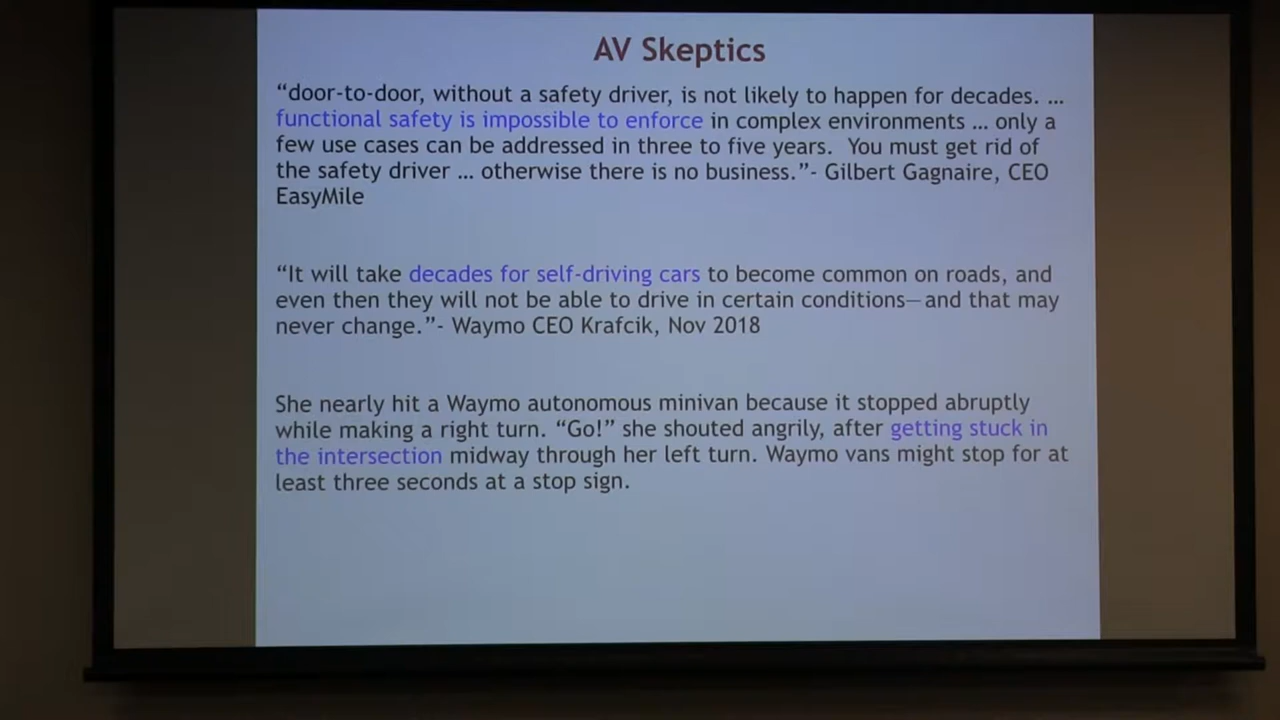 AV Skeptics
“door-to-door, without a safety driver, is not likely to happen for decades. …
functional safety is impossible to enforce in complex environments … only a
few use cases can be addressed in three to five years.  You must get rid of
the safety driver … otherwise there is no business.”- Gilbert Gagnaire, CEO
EasyMile
“It will take decades for self-driving cars to become common on roads, and
even then they will not be able to drive in certain conditions—and that may
never change.”- Waymo CEO Krafcik, Nov 2018
She nearly hit a Waymo autonomous minivan because it stopped abruptly
while making a right turn. “Go!” she shouted angrily, after getting stuck in
the intersection midway through her left turn. Waymo vans might stop for at
least three seconds at a stop sign.